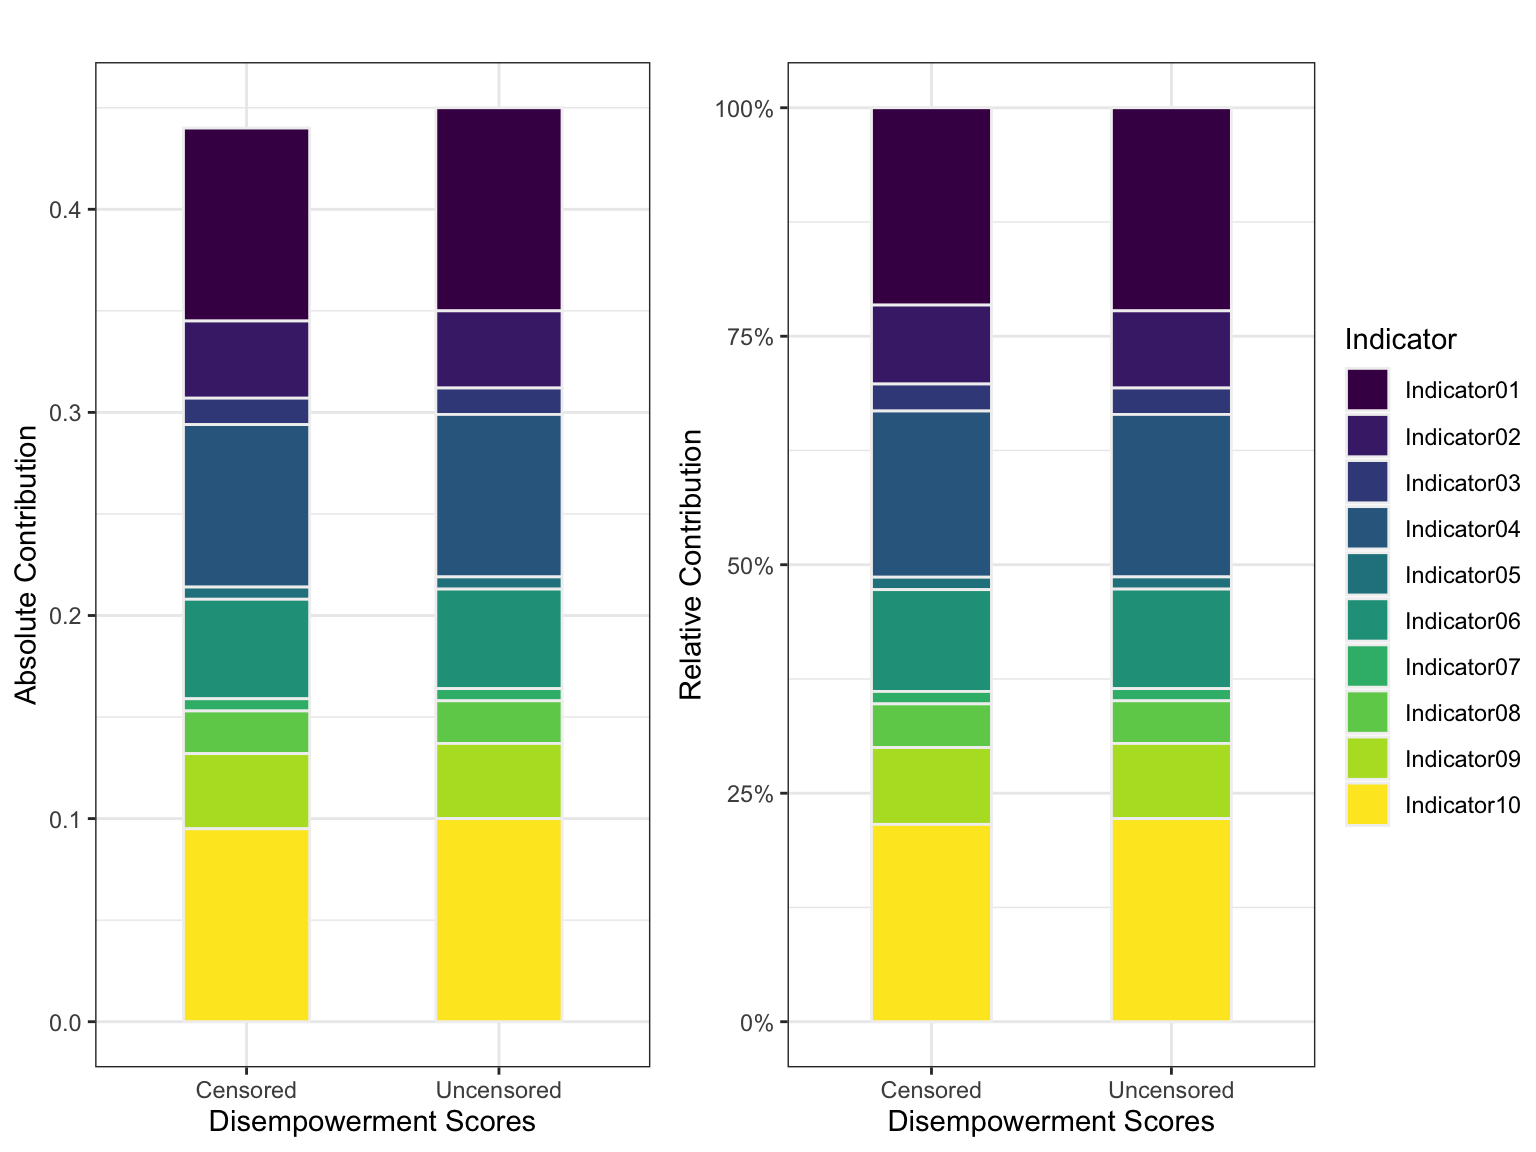 Absolute Contribution
0.4
0.3
0.2
0.1
0.0
Censored
Uncensored
Disempowerment Scores
Relative Contribution
100%
75%
50%
25%
0%
Censored
Uncensored
Disempowerment Scores
Indicator
Indicator01
Indicator02
Indicator03
Indicator04
Indicator05
Indicator06
Indicator07
Indicator08
Indicator09
Indicator10